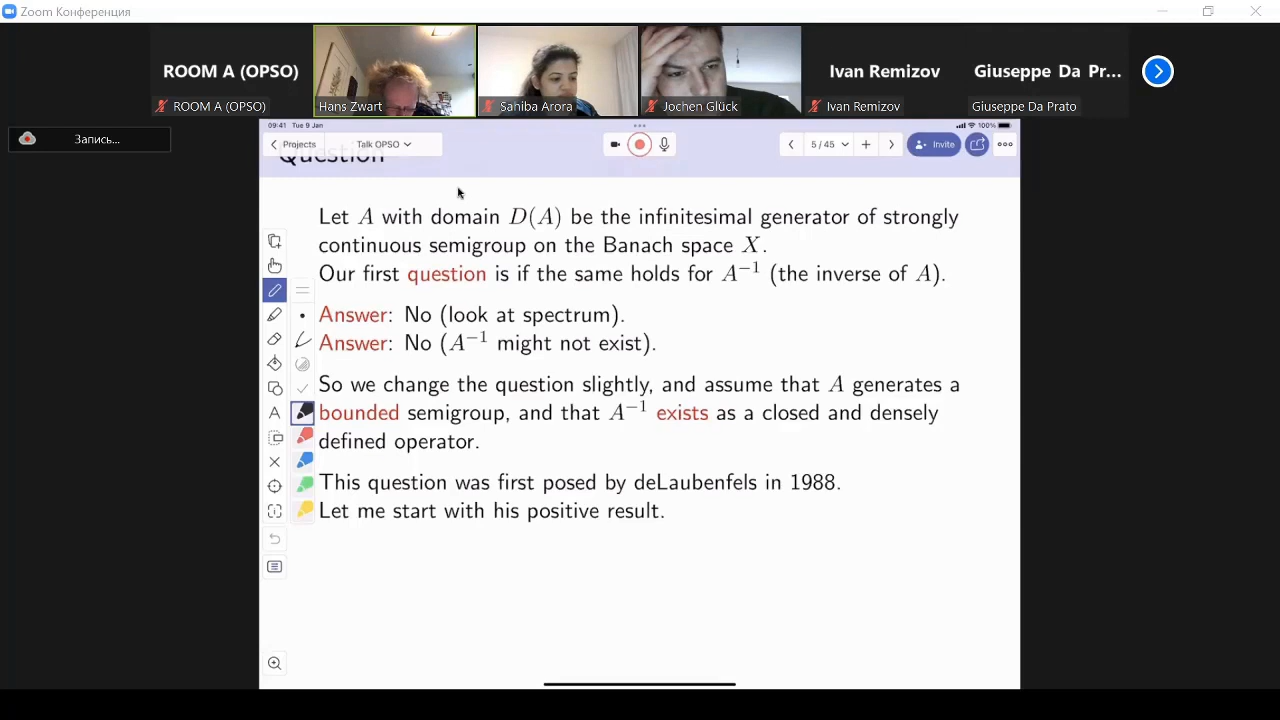 Zoom Конференция
ROOM A (OPSO)
Ivan Remizov
Giuseppe Da Pr...
ROOM A (OPSO)
Hans Zwart
Sahiba Arora
Jochen Glück
Ivan Remizov
Giuseppe Da Prato
Запись...
09:41 Tue 9 Jan
100%
Projects
Talk OPSO
5 / 45
Invite
Question
Let A with domain D(A) be the infinitesimal generator of strongly
continuous semigroup on the Banach space X.
Our first question is if the same holds for A⁻¹ (the inverse of A).
Answer: No (look at spectrum).
Answer: No (A⁻¹ might not exist).
So we change the question slightly, and assume that A generates a
bounded semigroup, and that A⁻¹ exists as a closed and densely
defined operator.
This question was first posed by deLaubenfels in 1988.
Let me start with his positive result.